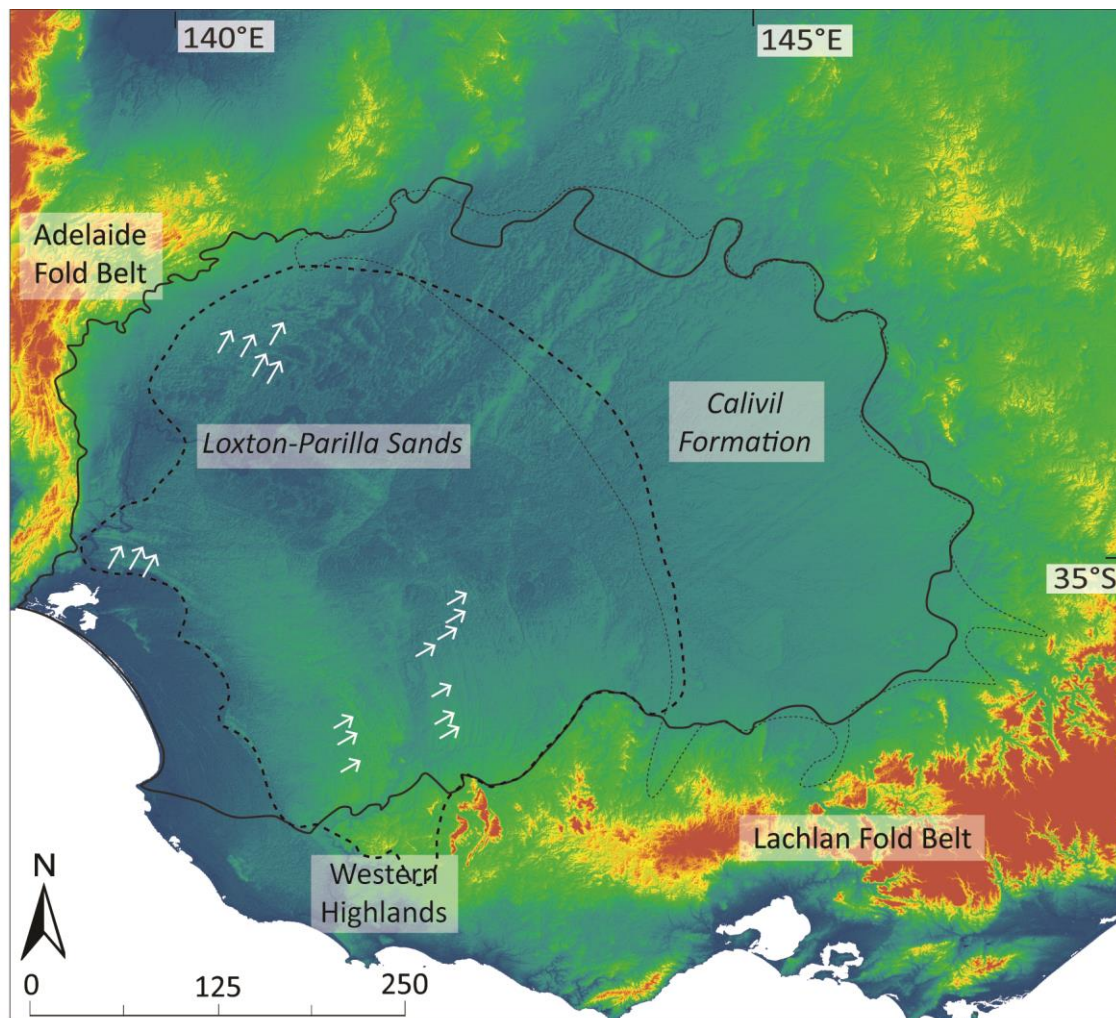 140°E
145°E
Adelaide
Fold Belt
Loxton-Parilla Sands
Calivil
Formation
35°S
Lachlan Fold Belt
Western
Highlands
N
0
125
250